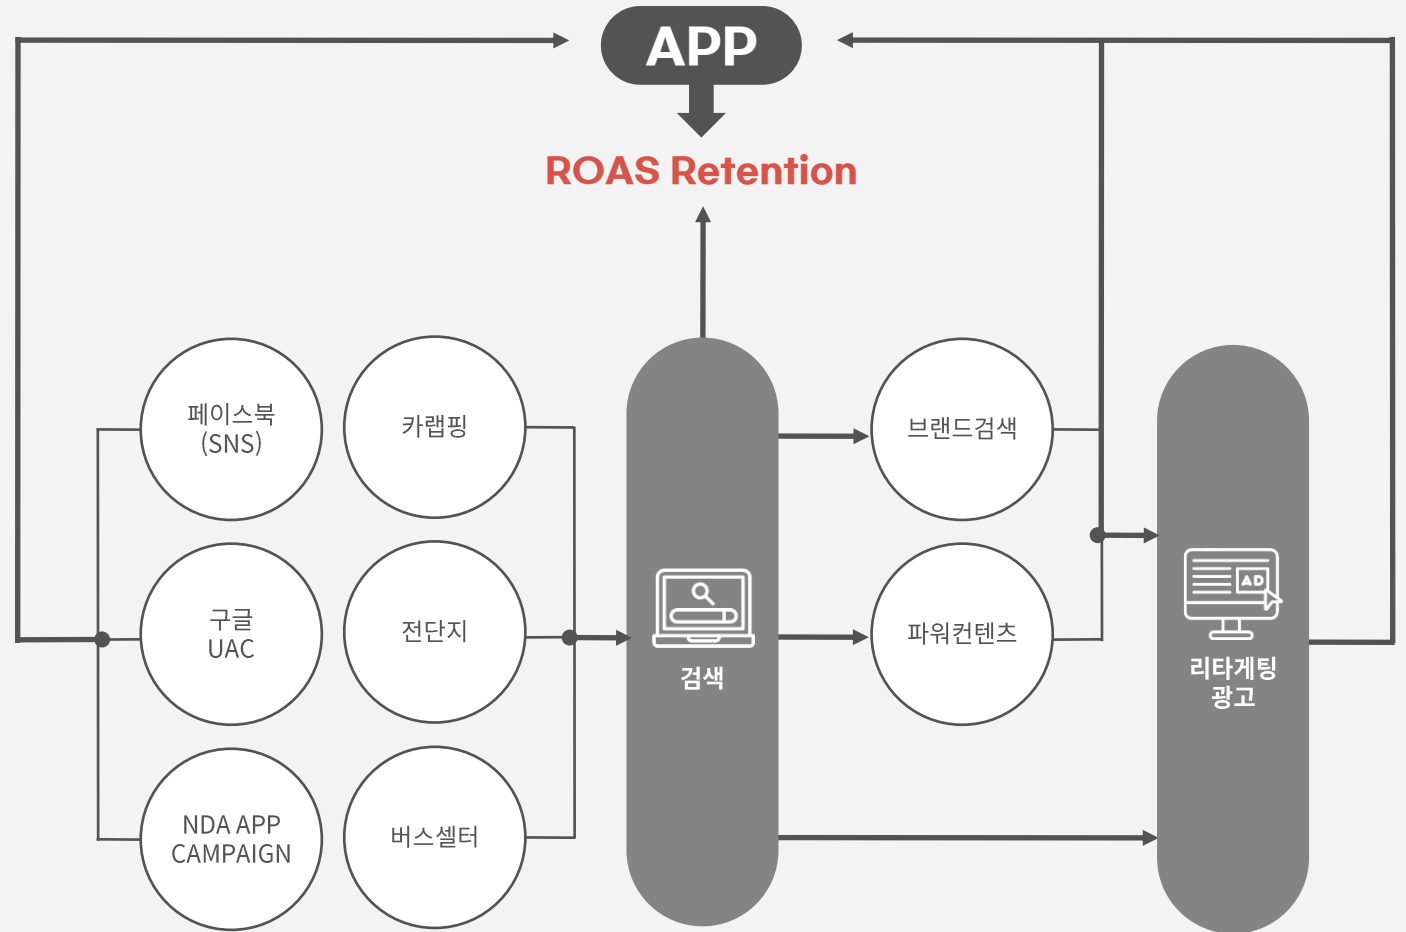 APP
ROAS Retention
페이스북
(SNS)
카랩핑
브랜드검색
구글
UAC
전단지
검색
파워컨텐츠
AD
리타게팅
광고
NDA APP
CAMPAIGN
버스셀터